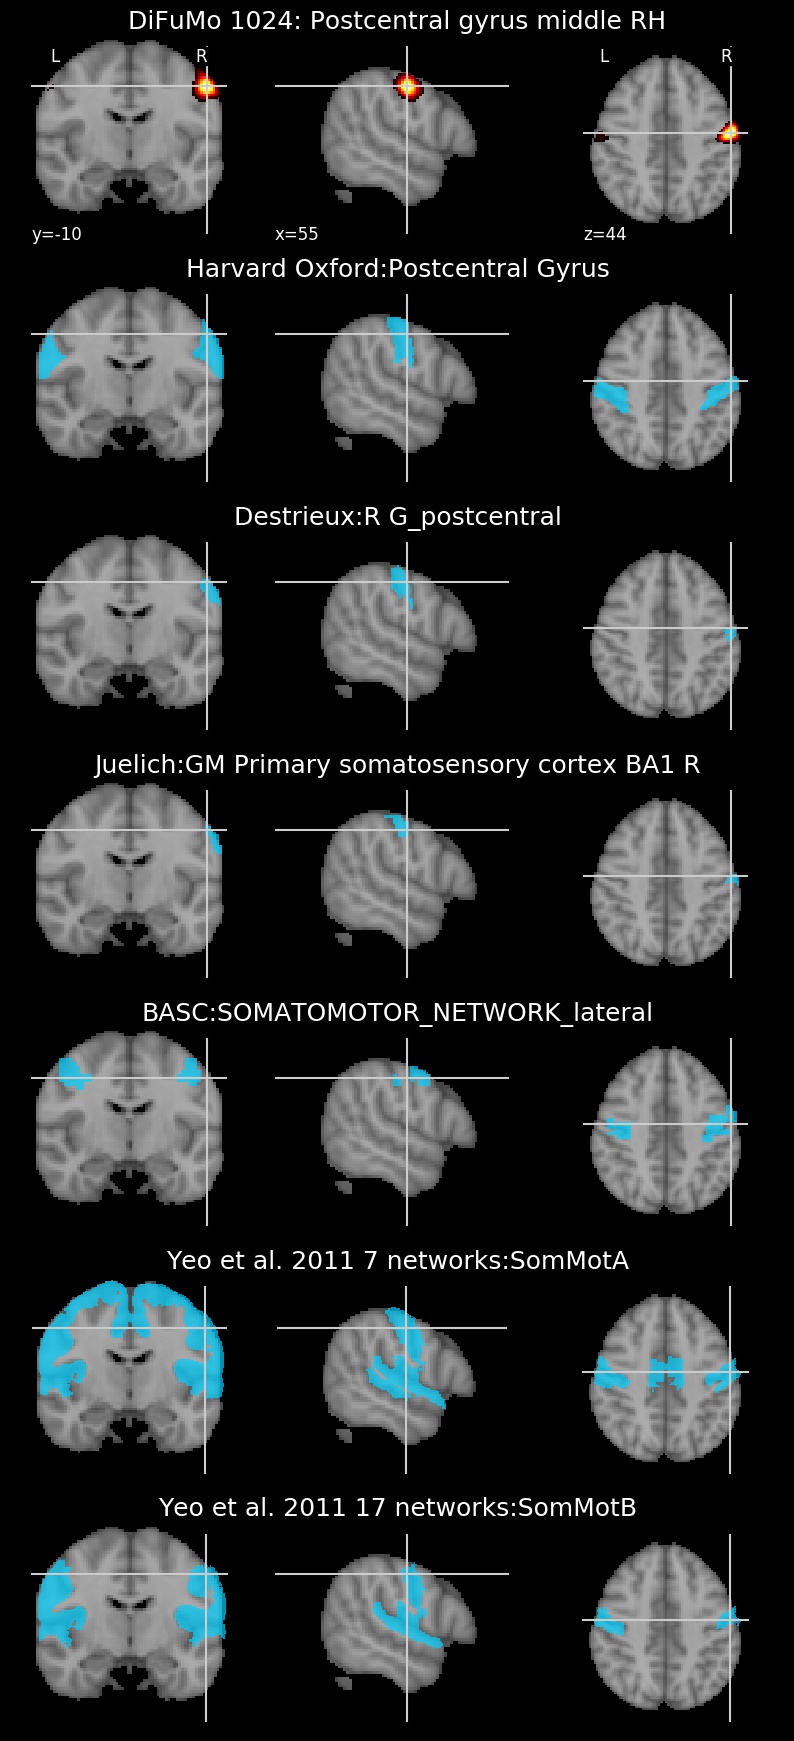 DiFuMo 1024: Postcentral gyrus middle RH
L R L R
y=-10 x=55 z=44
Harvard Oxford:Postcentral Gyrus
Destrieux:R G_postcentral
Juelich:GM Primary somatosensory cortex BA1 R
BASC:SOMATOMOTOR_NETWORK_lateral
Yeo et al. 2011 7 networks:SomMotA
Yeo et al. 2011 17 networks:SomMotB